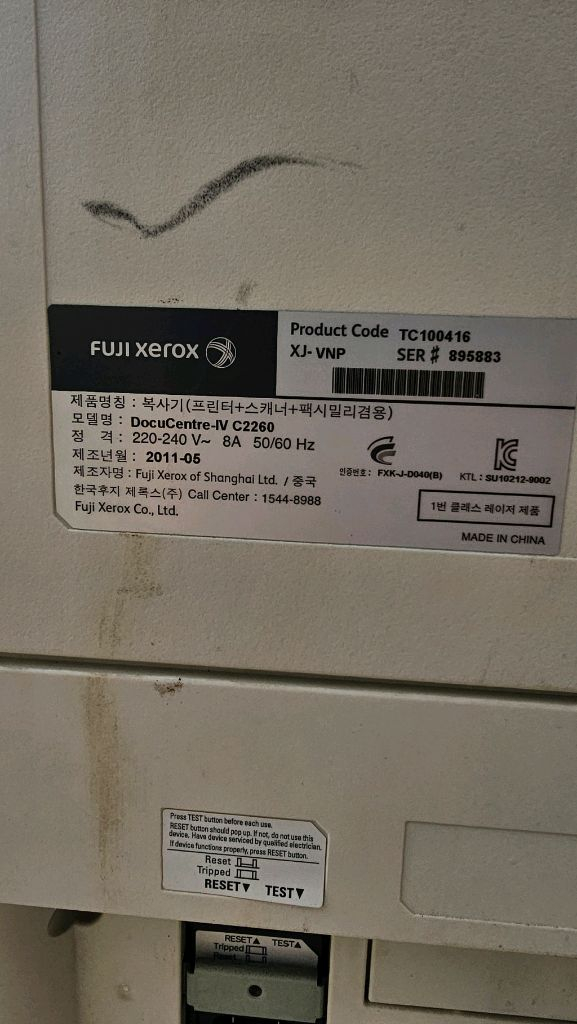 FUJI xerox
Product Code TC100416
XJ- VNP SER # 895883
제품명칭 : 복사기(프린터+스캐너+팩시밀리겸용)
모델명 : DocuCentre-IV C2260
정 격 : 220-240 V~ 8A 50/60 Hz
제조년월 : 2011-05
제조자명 : Fuji Xerox of Shanghai Ltd. / 중국
한국후지 제록스(주) Call Center : 1544-8988
Fuji Xerox Co., Ltd.
인증번호 : FXK-J-D040(B)
KTL : SU10212-9002
1번 클래스 레이저 제품
MADE IN CHINA
Press TEST button before each use.
RESET button should pop up. If not, do not use this
device. Have device serviced by qualified electrician.
If device functions properly, press RESET button.
Reset
Tripped
RESET▼ TEST▼
RESET▲ TEST▲
Tripped
Reset